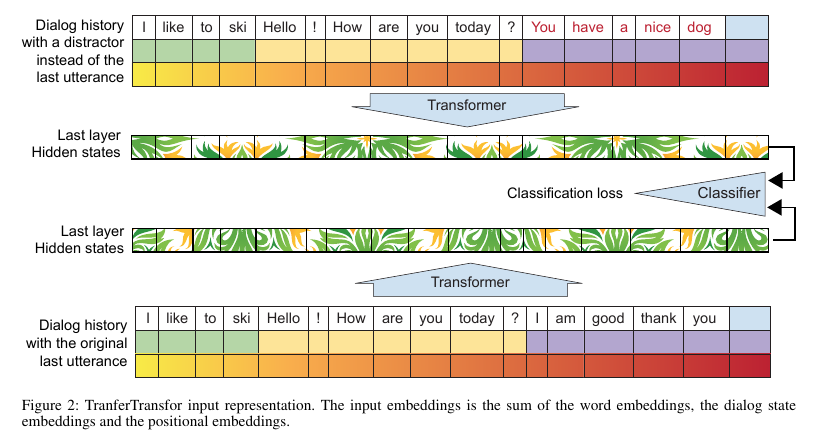 Dialog history
with a distractor
instead of the
last utterance
I like to ski Hello ! How are you today ? You have a nice dog
Transformer
Last layer
Hidden states
Classification loss
Classifier
Last layer
Hidden states
Transformer
Dialog history
with the original
last utterance
I like to ski Hello ! How are you today ? I am good thank you
Figure 2: TranferTransfor input representation. The input embeddings is the sum of the word embeddings, the dialog state
embeddings and the positional embeddings.